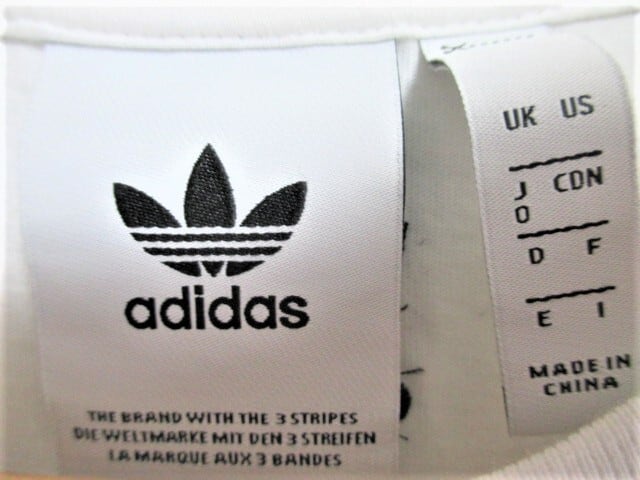 adidas
THE BRAND WITH THE 3 STRIPES
DIE WELTMARKE MIT DEN 3 STREIFEN
LA MARQUE AUX 3 BANDES
UK US
J CDN
O
D F
E I
MADE IN
CHINA